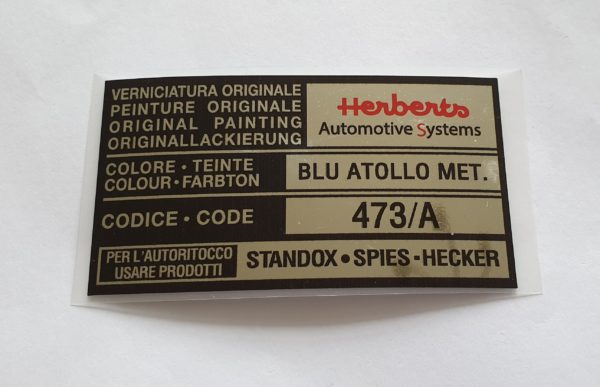 VERNICIATURA ORIGINALE
PEINTURE ORIGINALE
ORIGINAL PAINTING
ORIGINALLACKIERUNG
Herberts
Automotive Systems
COLORE • TEINTE
COLOUR • FARBTON
BLU ATOLLO MET.
CODICE • CODE
473/A
PER L'AUTORITOCCO
USARE PRODOTTI
STANDOX • SPIES - HECKER